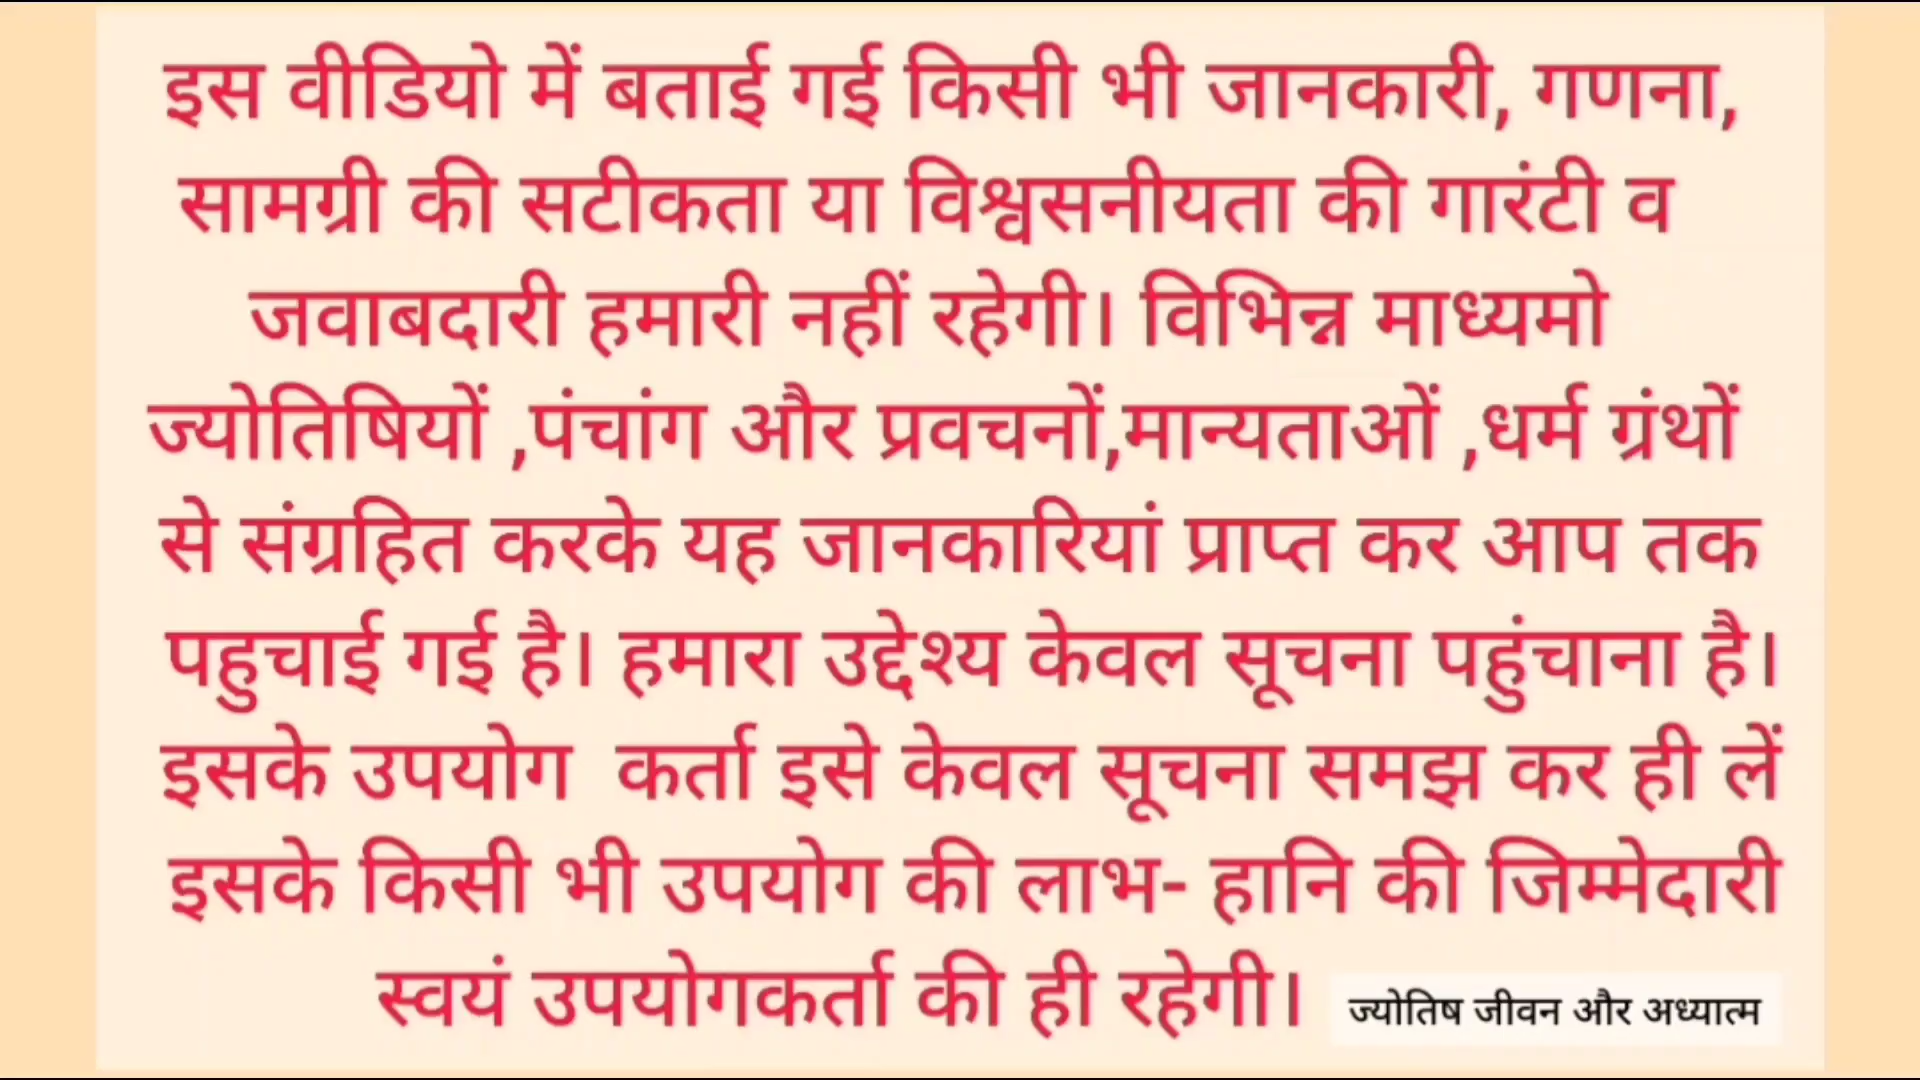 इस वीडियो में बताई गई किसी भी जानकारी, गणना,
सामग्री की सटीकता या विश्वसनीयता की गारंटी व
जवाबदारी हमारी नहीं रहेगी। विभिन्न माध्यमो
ज्योतिषियों ,पंचांग और प्रवचनों,मान्यताओं ,धर्म ग्रंथों
से संग्रहित करके यह जानकारियां प्राप्त कर आप तक
पहुचाई गई है। हमारा उद्देश्य केवल सूचना पहुंचाना है।
इसके उपयोग  कर्ता इसे केवल सूचना समझ कर ही लें
इसके किसी भी उपयोग की लाभ- हानि की जिम्मेदारी
स्वयं उपयोगकर्ता की ही रहेगी।
ज्योतिष जीवन और अध्यात्म